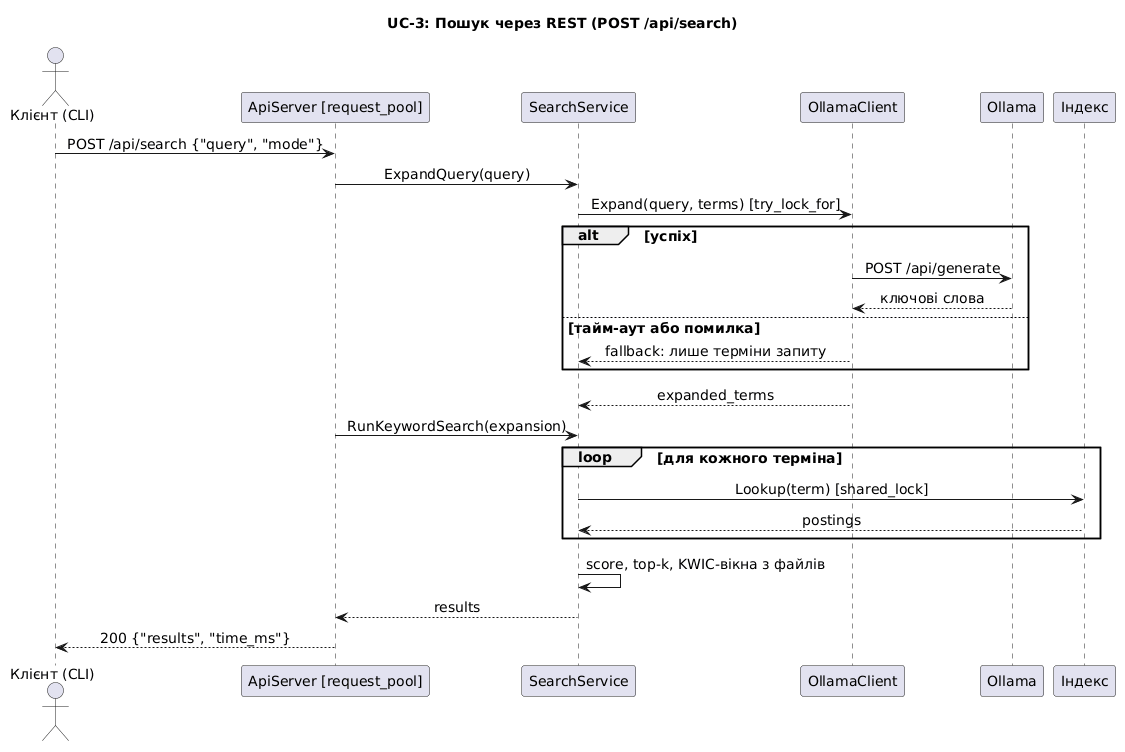 UC-3: Пошук через REST (POST /api/search)
Клієнт (CLI)
ApiServer [request_pool]
SearchService
OllamaClient
Ollama
Індекс
POST /api/search {"query", "mode"}
ExpandQuery(query)
Expand(query, terms) [try_lock_for]
alt
[успіх]
POST /api/generate
ключові слова
[тайм-аут або помилка]
fallback: лише терміни запиту
expanded_terms
RunKeywordSearch(expansion)
loop
[для кожного терміна]
Lookup(term) [shared_lock]
postings
score, top-k, KWIC-вікна з файлів
results
200 {"results", "time_ms"}
Клієнт (CLI)
ApiServer [request_pool]
SearchService
OllamaClient
Ollama
Індекс